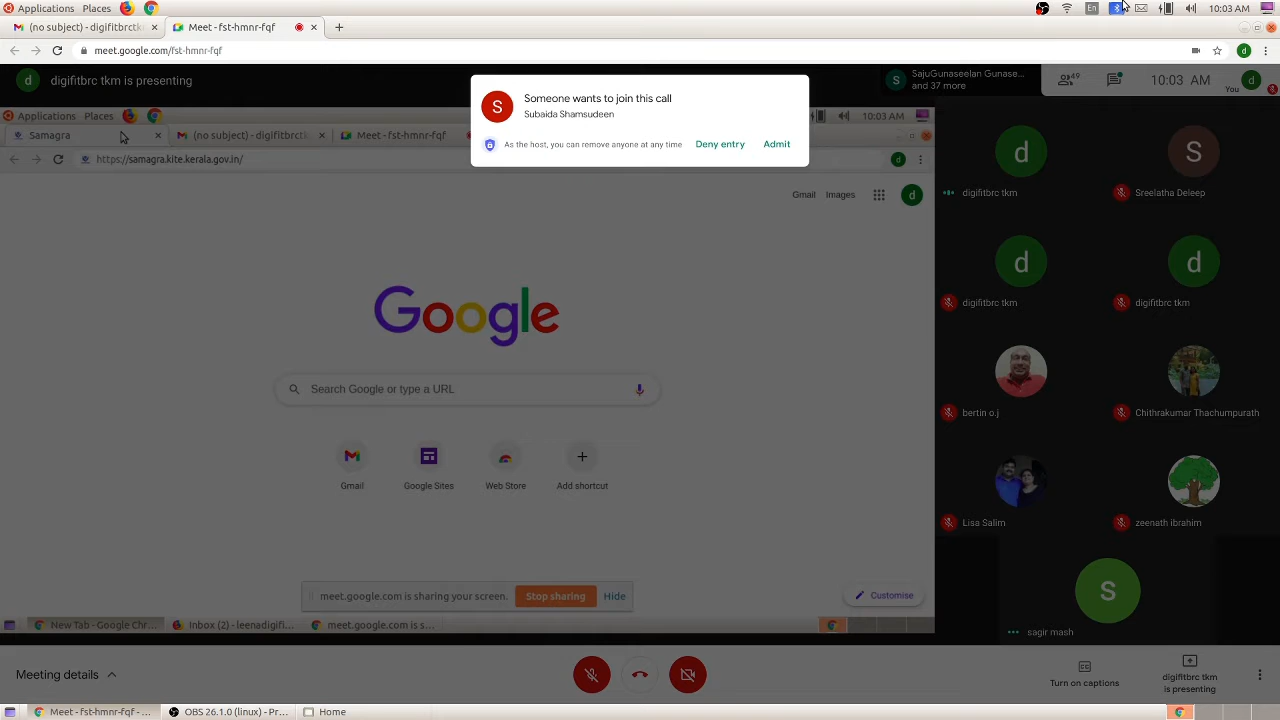 Applications Places
En
10:03 AM
(no subject) - digifitbrctk
Meet - fst-hmnr-fqf
meet.google.com/fst-hmnr-fqf
d
d
digifitbrc tkm is presenting
S
SajuGunaseelan Gunase...
and 37 more
49
10:03 AM
You
d
S
Someone wants to join this call
Subaida Shamsudeen
As the host, you can remove anyone at any time
Deny entry
Admit
Applications Places
10:03 AM
Samagra
(no subject) - digifitbrctk
Meet - fst-hmnr-fqf
https://samagra.kite.kerala.gov.in/
d
Gmail
Images
d
Google
Search Google or type a URL
Gmail
Google Sites
Web Store
Add shortcut
meet.google.com is sharing your screen.
Stop sharing
Hide
Customise
New Tab - Google Chr...
Inbox (2) - leenadigifi...
meet.google.com is s...
d
digifitbrc tkm
S
Sreelatha Deleep
d
digifitbrc tkm
d
digifitbrc tkm
bertin o.j
Chithrakumar Thachumpurath
Lisa Salim
zeenath ibrahim
S
sagir mash
Meeting details
CC
Turn on captions
digifitbrc tkm
is presenting
Meet - fst-hmnr-fqf - ...
OBS 26.1.0 (linux) - Pr...
Home